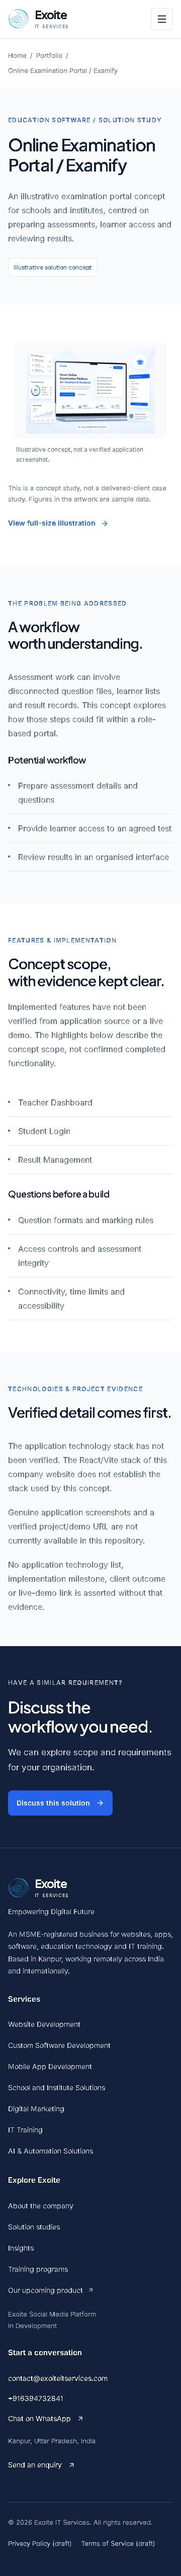 Exoite
IT SERVICES
Home / Portfolio /
Online Examination Portal / Examify
EDUCATION SOFTWARE / SOLUTION STUDY
Online Examination
Portal / Examify
An illustrative examination portal concept
for schools and institutes, centred on
preparing assessments, learner access and
reviewing results.
Illustrative solution concept
Illustrative concept, not a verified application
screenshot.
This is a concept study, not a delivered-client case
study. Figures in the artwork are sample data.
View full-size illustration →
THE PROBLEM BEING ADDRESSED
A workflow
worth understanding.
Assessment work can involve
disconnected question files, learner lists
and result records. This concept explores
how those steps could fit within a role-
based portal.
Potential workflow
Prepare assessment details and
questions
Provide learner access to an agreed test
Review results in an organised interface
FEATURES & IMPLEMENTATION
Concept scope,
with evidence kept clear.
Implemented features have not been
verified from application source or a live
demo. The highlights below describe the
concept scope, not confirmed completed
functionality.
Teacher Dashboard
Student Login
Result Management
Questions before a build
Question formats and marking rules
Access controls and assessment
integrity
Connectivity, time limits and
accessibility
TECHNOLOGIES & PROJECT EVIDENCE
Verified detail comes first.
The application technology stack has not
been verified. The React/Vite stack of this
company website does not establish the
stack used by this concept.
Genuine application screenshots and a
verified project/demo URL are not
currently available in this repository.
No application technology list,
implementation milestone, client outcome
or live-demo link is asserted without that
evidence.
HAVE A SIMILAR REQUIREMENT?
Discuss the
workflow you need.
We can explore scope and requirements
for your organisation.
Discuss this solution →
Exoite
IT SERVICES
Empowering Digital Future
An MSME-registered business for websites, apps,
software, education technology and IT training.
Based in Kanpur, working remotely across India
and internationally.
Services
Website Development
Custom Software Development
Mobile App Development
School and Institute Solutions
Digital Marketing
IT Training
AI & Automation Solutions
Explore Exoite
About the company
Solution studies
Insights
Training programs
Our upcoming product ↗
Exoite Social Media Platform
In Development
Start a conversation
contact@exoiteitservices.com
+916394732841
Chat on WhatsApp ↗
Kanpur, Uttar Pradesh, India
Send an enquiry ↗
© 2026 Exoite IT Services. All rights reserved.
Privacy Policy (draft) Terms of Service (draft)